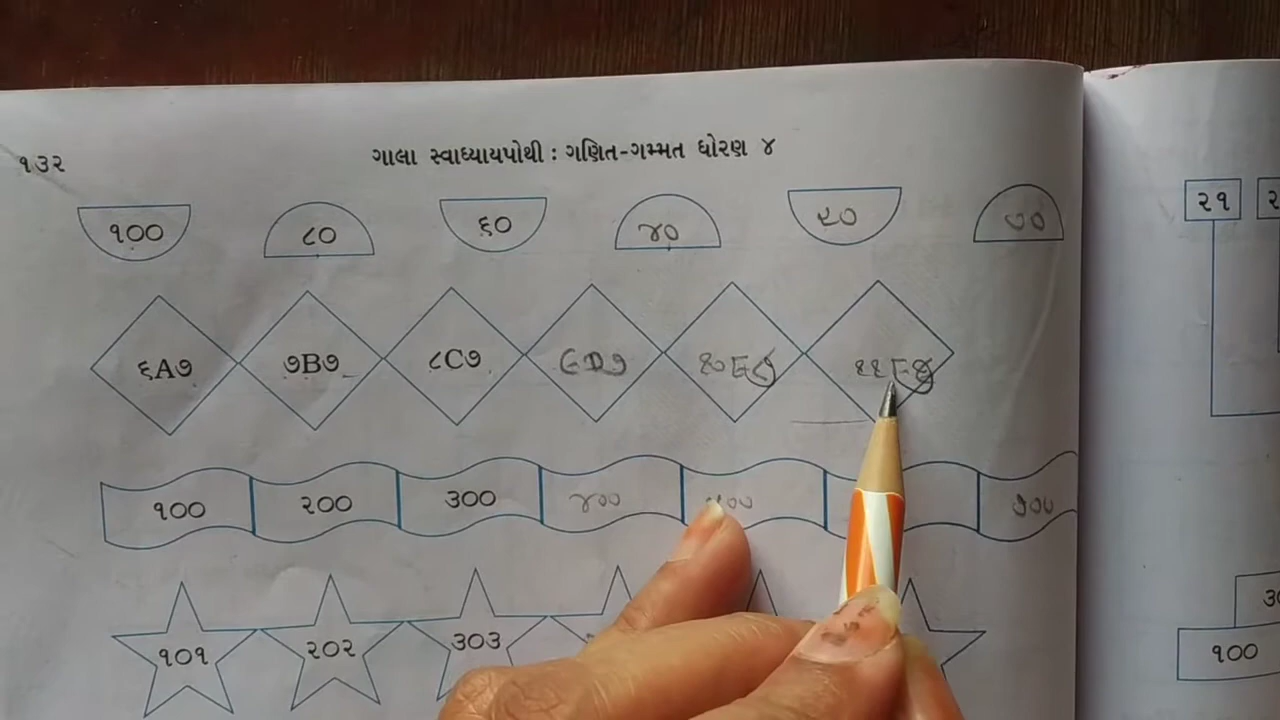 ૧૩૨ ગાલા સ્વાધ્યાયપોથી : ગણિત-ગમ્મત ધોરણ ૪
૧૦૦ ૮૦ ૬૦ ૪૦ ૨૦ ૦૦
૬A૭ ૭B૭ ૮C૭ ૯D૭ ૧૦E૭ ૧૧F૭
૧૦૦ ૨૦૦ ૩૦૦ ૪૦૦ ૭૦૦
૧૦૧ ૨૦૨ ૩૦૩
૨૧
૧૦૦